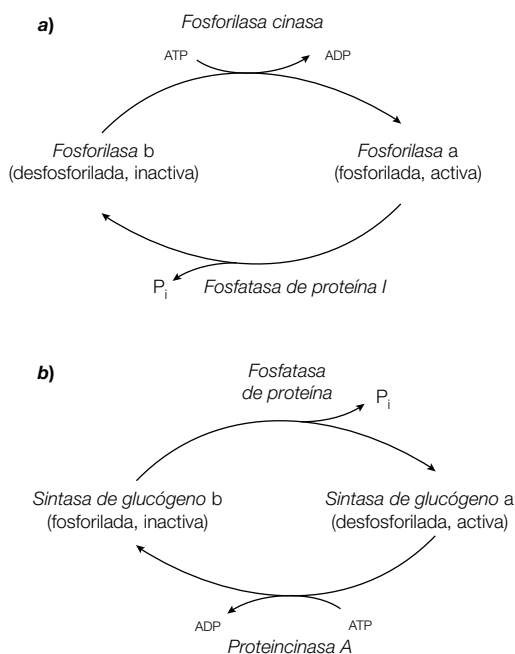 a)
Fosforilasa cinasa
ATP
ADP
Fosforilasa b
(desfosforilada, inactiva)
Fosforilasa a
(fosforilada, activa)
Pi
Fosfatasa de proteína I
b)
Fosfatasa
de proteína
Pi
Sintasa de glucógeno b
(fosforilada, inactiva)
Sintasa de glucógeno a
(desfosforilada, activa)
ADP
ATP
Proteincinasa A